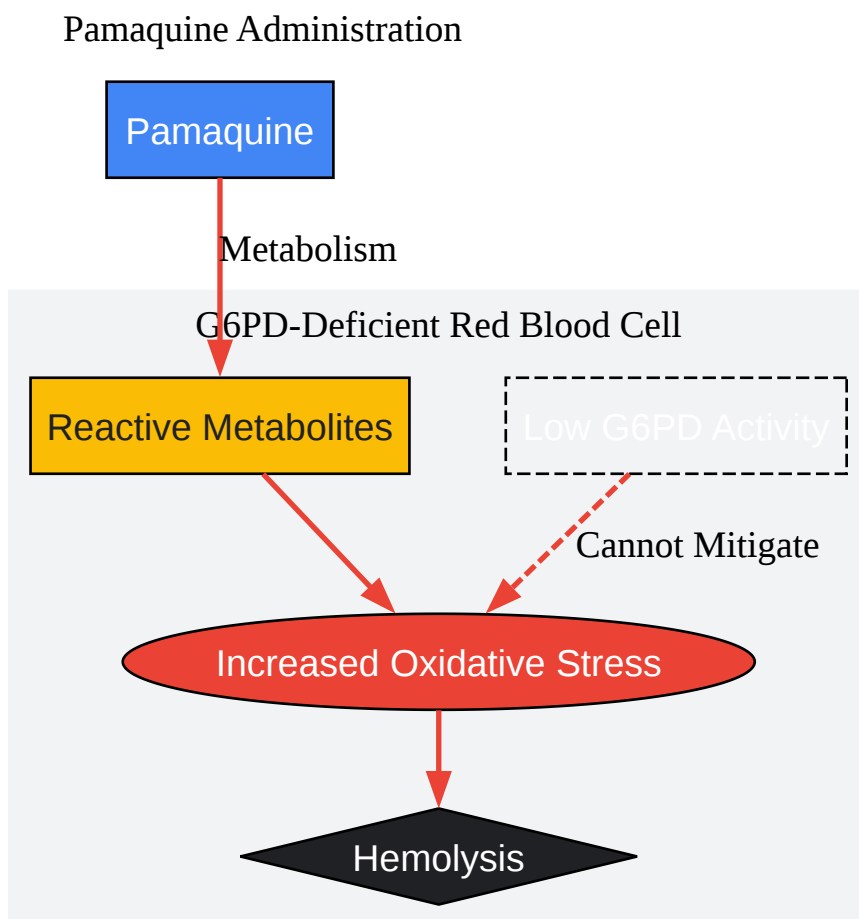 Pamaquine Administration
Pamaquine
Metabolism
G6PD-Deficient Red Blood Cell
Reactive Metabolites
Low G6PD Activity
Cannot Mitigate
Increased Oxidative Stress
Hemolysis